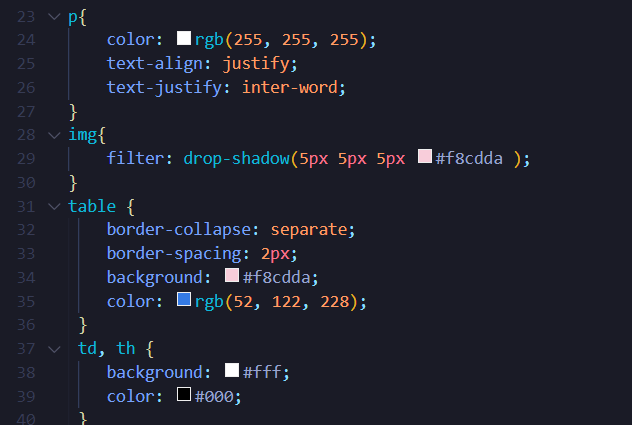 23 p{
24 color: rgb(255, 255, 255);
25 text-align: justify;
26 text-justify: inter-word;
27 }
28 img{
29 filter: drop-shadow(5px 5px 5px #f8cdda );
30 }
31 table {
32 border-collapse: separate;
33 border-spacing: 2px;
34 background: #f8cdda;
35 color: rgb(52, 122, 228);
36 }
37 td, th {
38 background: #fff;
39 color: #000;
40 }